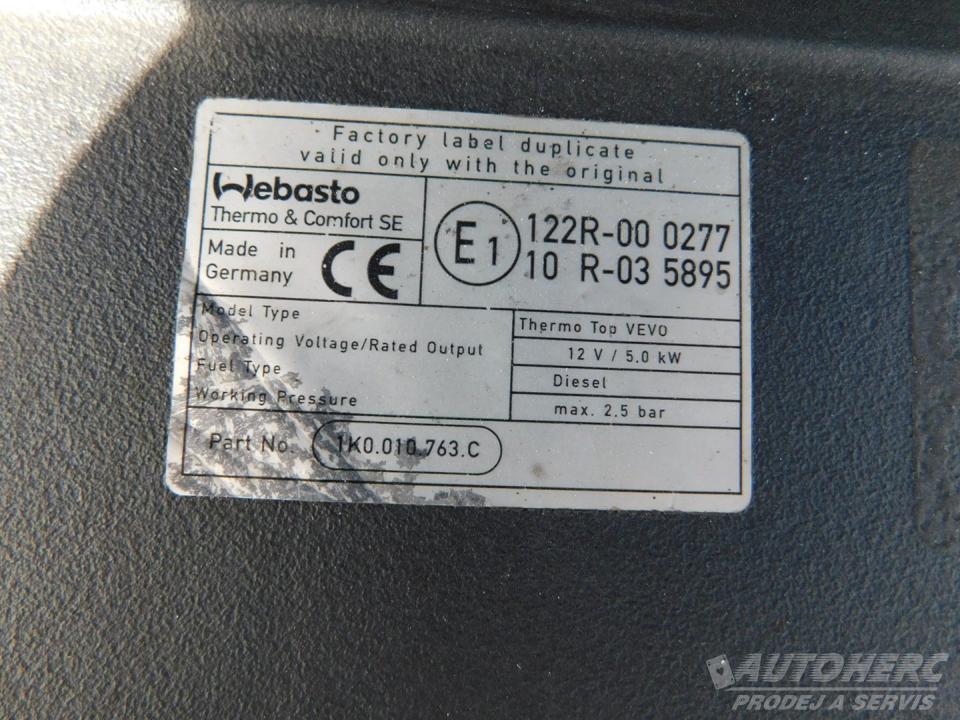 Factory label duplicate
valid only with the original
Webasto
Thermo & Comfort SE
Made in
Germany
CE
E1
122R-00 0277
10 R-03 5895
Model Type
Thermo Top VEVO
Operating Voltage/Rated Output
12 V / 5.0 kW
Fuel Type
Diesel
Working Pressure
max. 2.5 bar
Part No. 1K0.010.763.C
AUTOHERC
PRODEJ A SERVIS